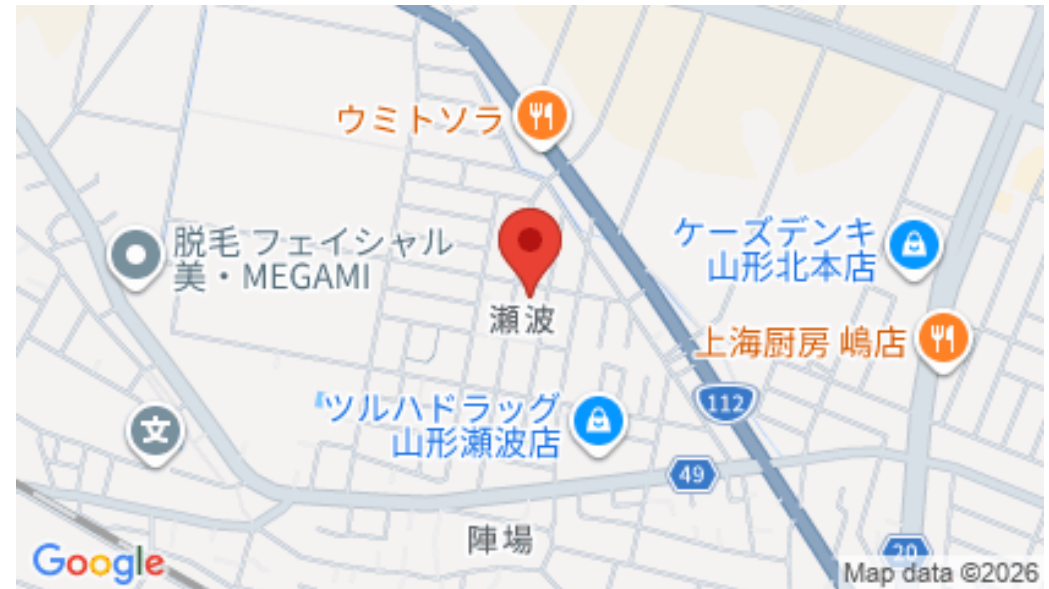 ウミトソラ
脱毛 フェイシャル
美・MEGAMI
ケーズデンキ
山形北本店
瀬波
上海厨房 嶋店
ツルハドラッグ
山形瀬波店
112
文
49
陣場
20
Google
Map data ©2026